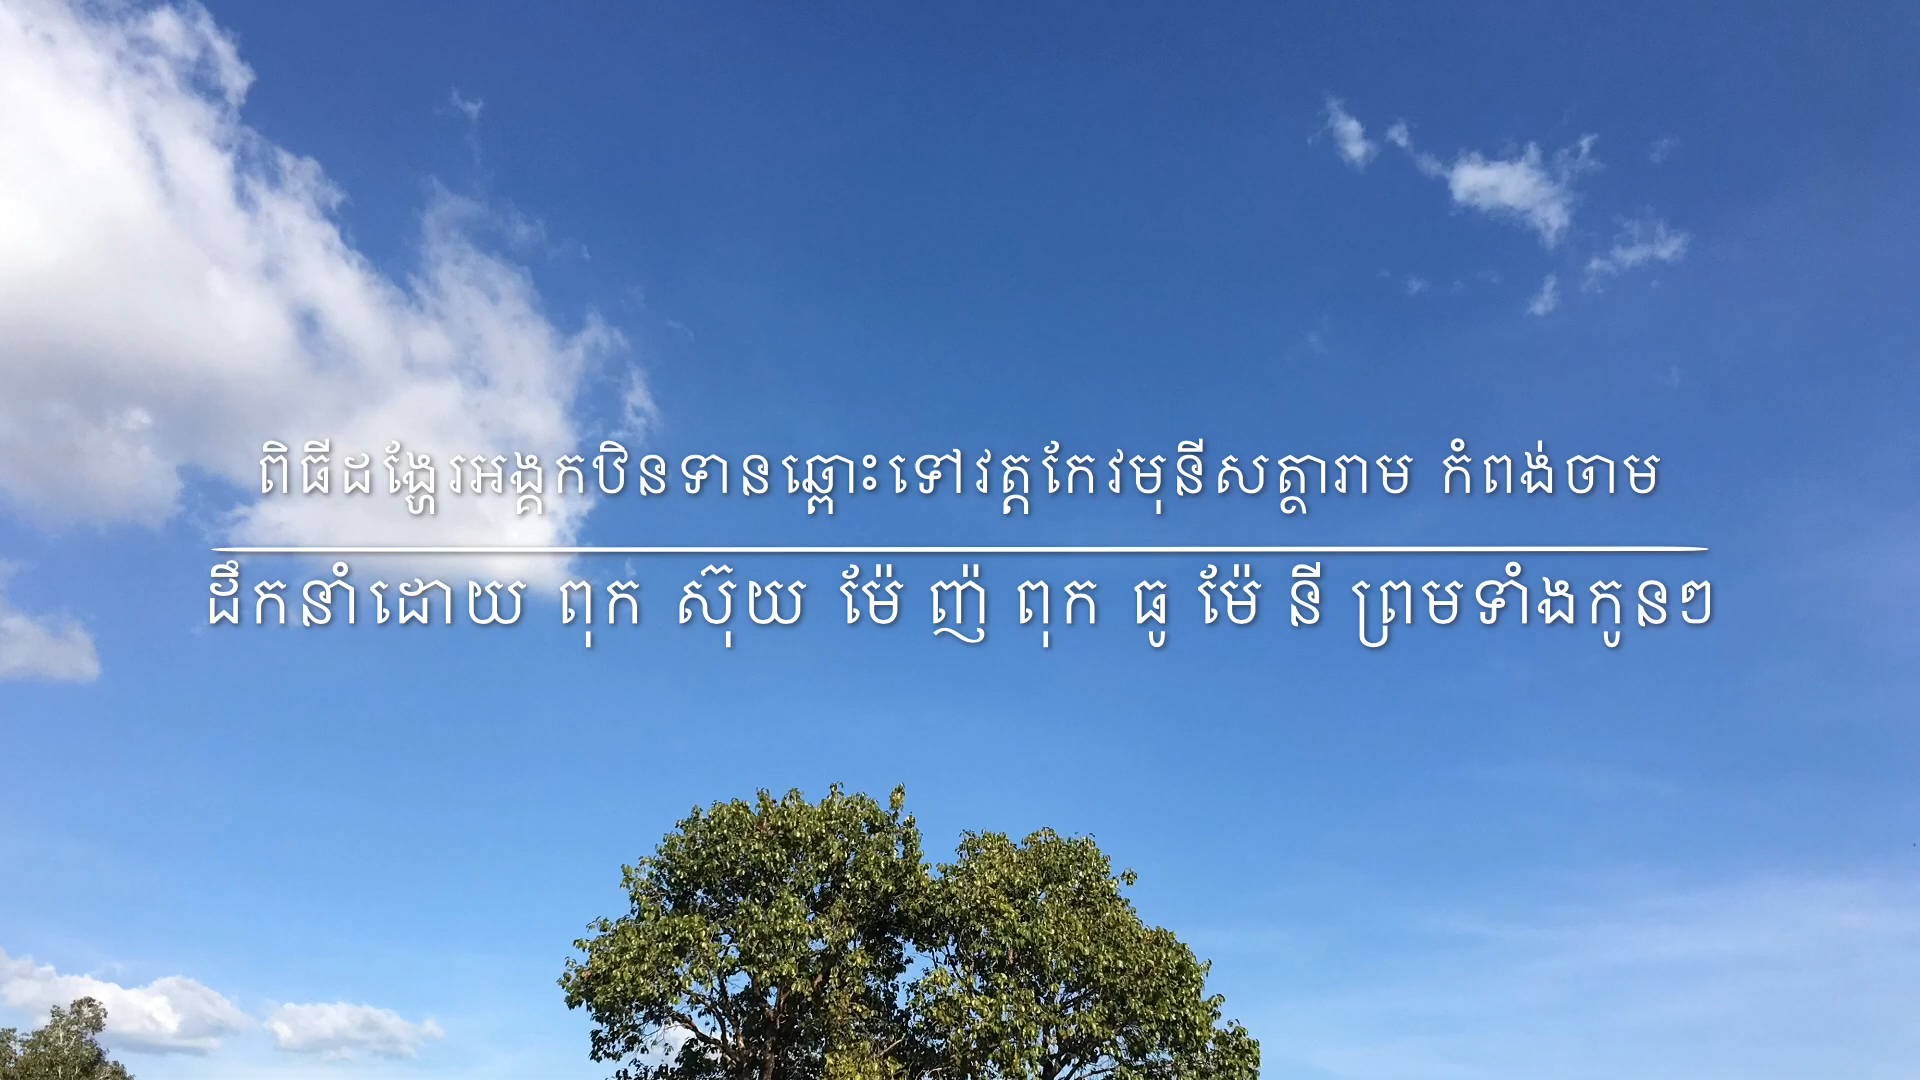 ពិធីដង្ហែរអង្គកឋិនទានឆ្ពោះទៅវត្តកែវមុនីសត្ថារាម កំពង់ចាម
ដឹកនាំដោយ ពុក ស៊ុយ ម៉ែ ញ៉ ពុក ធូ ម៉ែ នី ព្រមទាំងកូនៗ